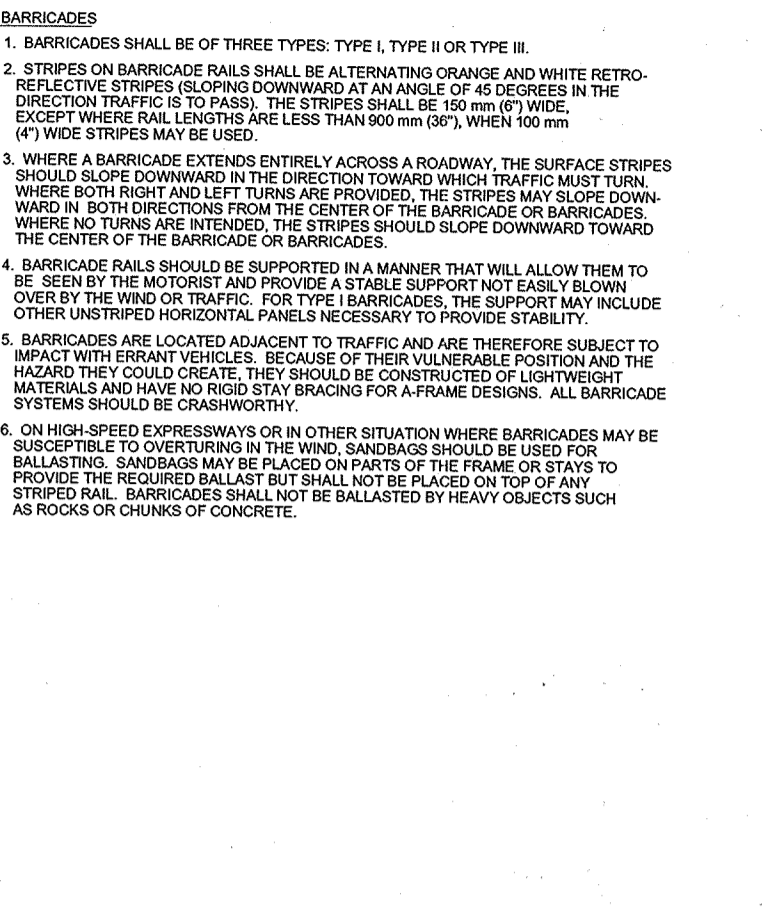 BARRICADES
1. BARRICADES SHALL BE OF THREE TYPES: TYPE I, TYPE II OR TYPE III.
2. STRIPES ON BARRICADE RAILS SHALL BE ALTERNATING ORANGE AND WHITE RETRO-
REFLECTIVE STRIPES (SLOPING DOWNWARD AT AN ANGLE OF 45 DEGREES IN THE
DIRECTION TRAFFIC IS TO PASS). THE STRIPES SHALL BE 150 mm (6") WIDE,
EXCEPT WHERE RAIL LENGTHS ARE LESS THAN 900 mm (36"), WHEN 100 mm
(4") WIDE STRIPES MAY BE USED.
3. WHERE A BARRICADE EXTENDS ENTIRELY ACROSS A ROADWAY, THE SURFACE STRIPES
SHOULD SLOPE DOWNWARD IN THE DIRECTION TOWARD WHICH TRAFFIC MUST TURN.
WHERE BOTH RIGHT AND LEFT TURNS ARE PROVIDED, THE STRIPES MAY SLOPE DOWN-
WARD IN BOTH DIRECTIONS FROM THE CENTER OF THE BARRICADE OR BARRICADES.
WHERE NO TURNS ARE INTENDED, THE STRIPES SHOULD SLOPE DOWNWARD TOWARD
THE CENTER OF THE BARRICADE OR BARRICADES.
4. BARRICADE RAILS SHOULD BE SUPPORTED IN A MANNER THAT WILL ALLOW THEM TO
BE SEEN BY THE MOTORIST AND PROVIDE A STABLE SUPPORT NOT EASILY BLOWN
OVER BY THE WIND OR TRAFFIC. FOR TYPE I BARRICADES, THE SUPPORT MAY INCLUDE
OTHER UNSTRIPED HORIZONTAL PANELS NECESSARY TO PROVIDE STABILITY.
5. BARRICADES ARE LOCATED ADJACENT TO TRAFFIC AND ARE THEREFORE SUBJECT TO
IMPACT WITH ERRANT VEHICLES. BECAUSE OF THEIR VULNERABLE POSITION AND THE
HAZARD THEY COULD CREATE, THEY SHOULD BE CONSTRUCTED OF LIGHTWEIGHT
MATERIALS AND HAVE NO RIGID STAY BRACING FOR A-FRAME DESIGNS. ALL BARRICADE
SYSTEMS SHOULD BE CRASHWORTHY.
6. ON HIGH-SPEED EXPRESSWAYS OR IN OTHER SITUATION WHERE BARRICADES MAY BE
SUSCEPTIBLE TO OVERTURING IN THE WIND, SANDBAGS SHOULD BE USED FOR
BALLASTING. SANDBAGS MAY BE PLACED ON PARTS OF THE FRAME OR STAYS TO
PROVIDE THE REQUIRED BALLAST BUT SHALL NOT BE PLACED ON TOP OF ANY
STRIPED RAIL. BARRICADES SHALL NOT BE BALLASTED BY HEAVY OBJECTS SUCH
AS ROCKS OR CHUNKS OF CONCRETE.